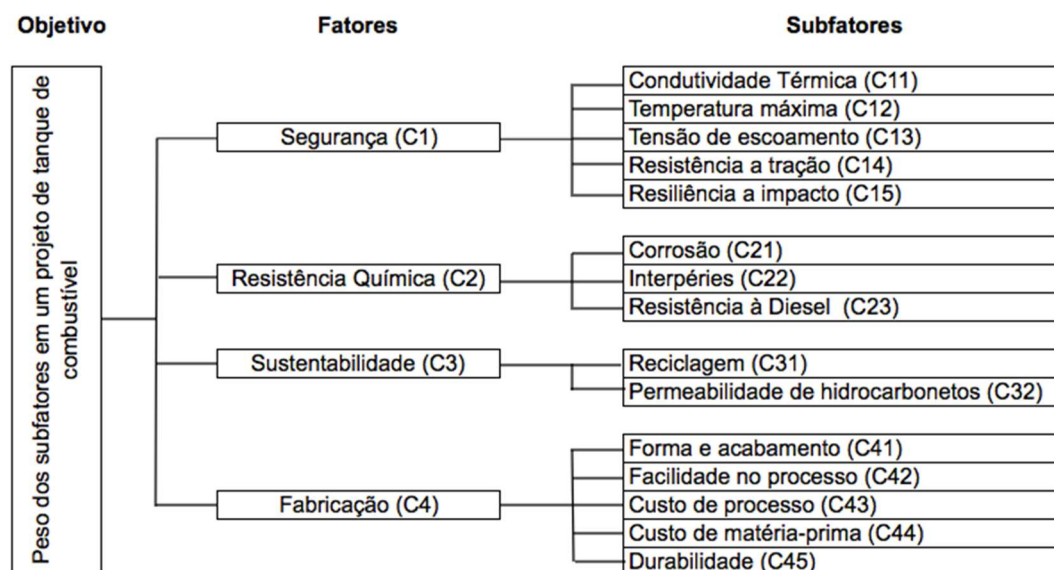 Objetivo
Fatores
Subfatores
Peso dos subfatores em um projeto de tanque de
combustível
Segurança (C1)
Condutividade Térmica (C11)
Temperatura máxima (C12)
Tensão de escoamento (C13)
Resistência a tração (C14)
Resiliência a impacto (C15)
Resistência Química (C2)
Corrosão (C21)
Interpéries (C22)
Resistência à Diesel (C23)
Sustentabilidade (C3)
Reciclagem (C31)
Permeabilidade de hidrocarbonetos (C32)
Fabricação (C4)
Forma e acabamento (C41)
Facilidade no processo (C42)
Custo de processo (C43)
Custo de matéria-prima (C44)
Durabilidade (C45)